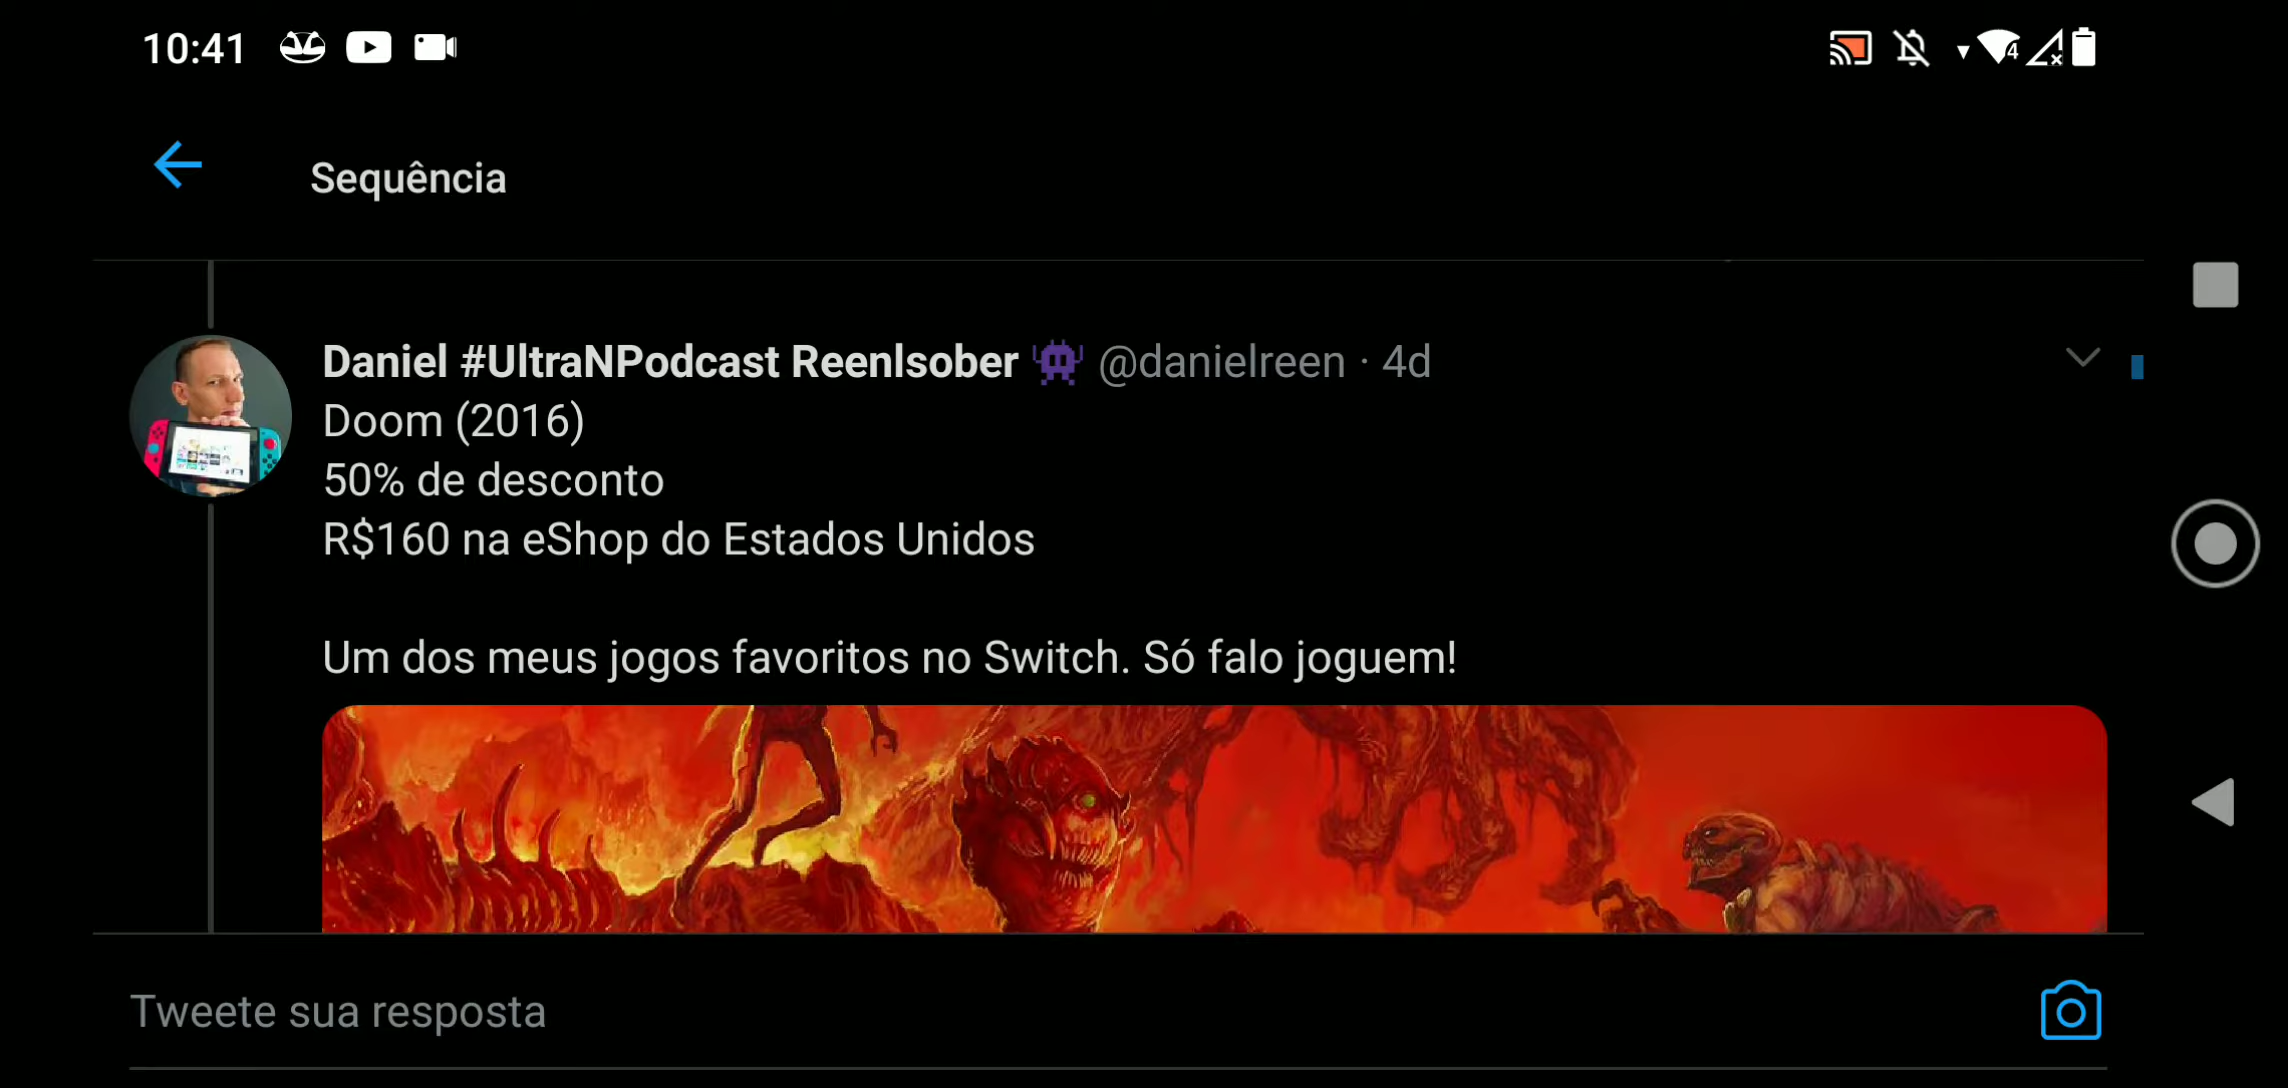 10:41
4
Sequência
Daniel #UltraNPodcast Reenlsober @danielreen · 4d
Doom (2016)
50% de desconto
R$160 na eShop do Estados Unidos
Um dos meus jogos favoritos no Switch. Só falo joguem!
Tweete sua resposta